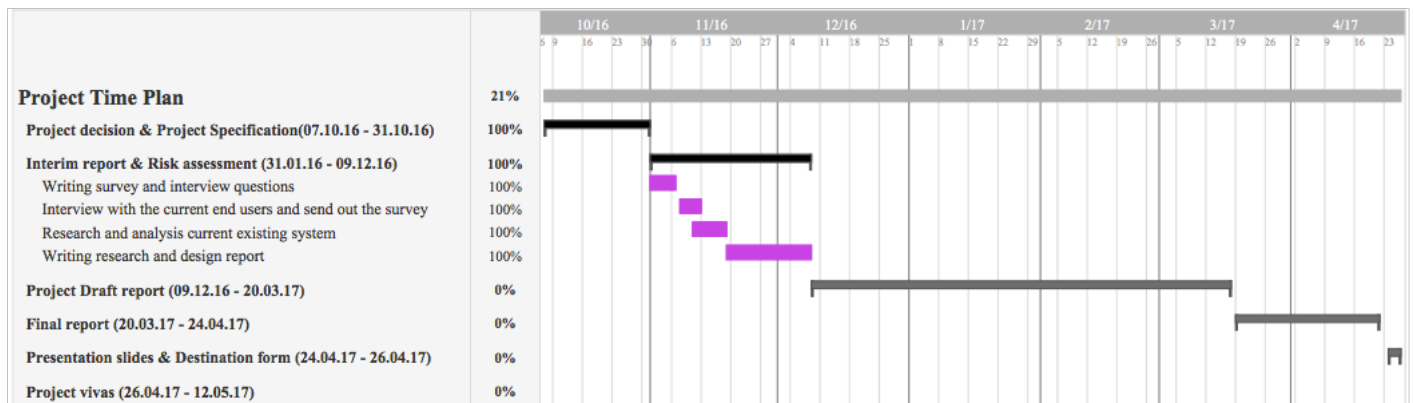 10/16 11/16 12/16 1/17 2/17 3/17 4/17
6 9 16 23 30 6 13 20 27 4 11 18 25 1 8 15 22 29 5 12 19 26 5 12 19 26 2 9 16 23
Project Time Plan 21%
Project decision & Project Specification(07.10.16 - 31.10.16) 100%
Interim report & Risk assessment (31.01.16 - 09.12.16) 100%
Writing survey and interview questions 100%
Interview with the current end users and send out the survey 100%
Research and analysis current existing system 100%
Writing research and design report 100%
Project Draft report (09.12.16 - 20.03.17) 0%
Final report (20.03.17 - 24.04.17) 0%
Presentation slides & Destination form (24.04.17 - 26.04.17) 0%
Project vivas (26.04.17 - 12.05.17) 0%